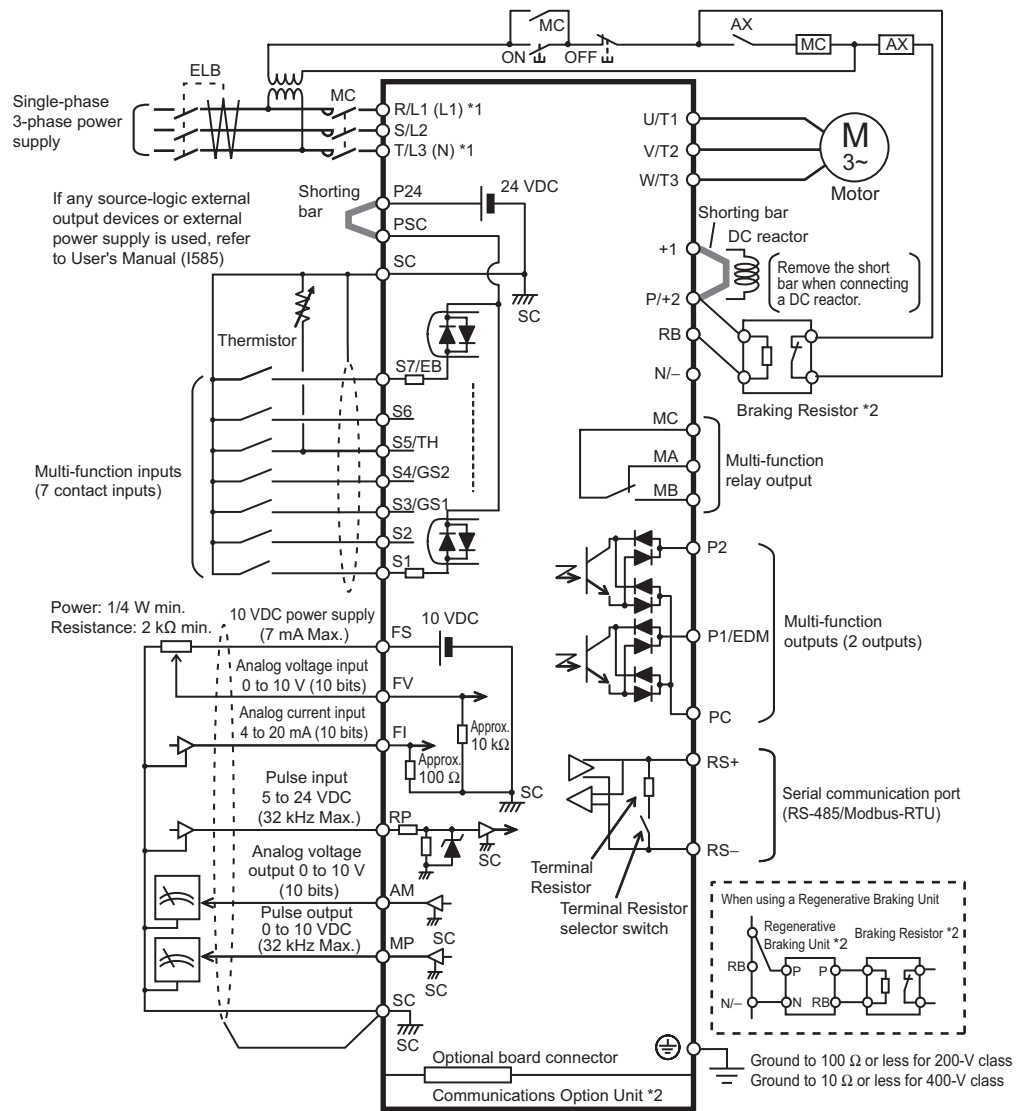 MC
ON
OFF
AX
MC
AX
ELB
MC
Single-phase
3-phase power
supply
R/L1 (L1) *1
S/L2
T/L3 (N) *1
U/T1
V/T2
W/T3
M
3~
Motor
If any source-logic external
output devices or external
power supply is used, refer
to User's Manual (I585)
Shorting
bar
P24
24 VDC
PSC
SC
SC
Shorting bar
DC reactor
+1
P/+2
Remove the short
bar when connecting
a DC reactor.
RB
N/–
Braking Resistor *2
Thermistor
S7/EB
S6
S5/TH
S4/GS2
S3/GS1
S2
S1
Multi-function inputs
(7 contact inputs)
MC
MA
MB
Multi-function
relay output
P2
P1/EDM
PC
Multi-function
outputs (2 outputs)
Power: 1/4 W min.
Resistance: 2 kΩ min.
10 VDC power supply
(7 mA Max.)
FS
10 VDC
Analog voltage input
0 to 10 V (10 bits)
FV
Analog current input
4 to 20 mA (10 bits)
FI
Approx.
10 kΩ
Approx.
100 Ω
SC
Pulse input
5 to 24 VDC
(32 kHz Max.)
RP
SC
Analog voltage
output 0 to 10 V
(10 bits)
AM
SC
Pulse output
0 to 10 VDC
(32 kHz Max.)
MP
SC
SC
SC
RS+
RS–
Serial communication port
(RS-485/Modbus-RTU)
Terminal
Resistor
Terminal Resistor
selector switch
When using a Regenerative Braking Unit
Regenerative
Braking Unit *2
Braking Resistor *2
RB
P
P
N/–
N
RB
Ground to 100 Ω or less for 200-V class
Ground to 10 Ω or less for 400-V class
Optional board connector
Communications Option Unit *2